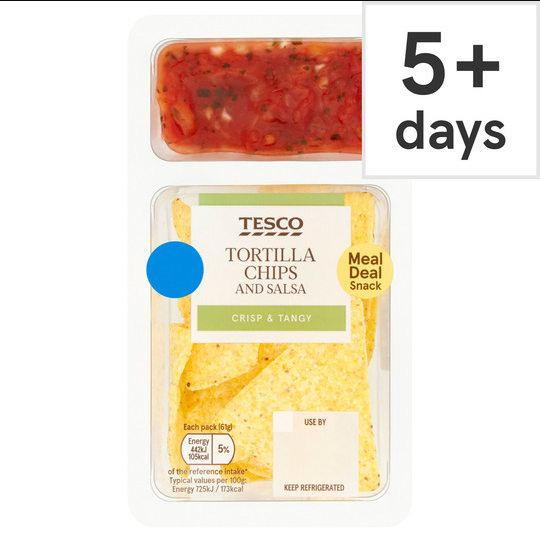 5+
days
TESCO
TORTILLA
CHIPS
AND SALSA
CRISP & TANGY
Meal
Deal
Snack
Each pack (61g)
Energy
442kJ
105kcal
5%
of the reference intake*
Typical values per 100g:
Energy 725kJ / 173kcal
USE BY
KEEP REFRIGERATED